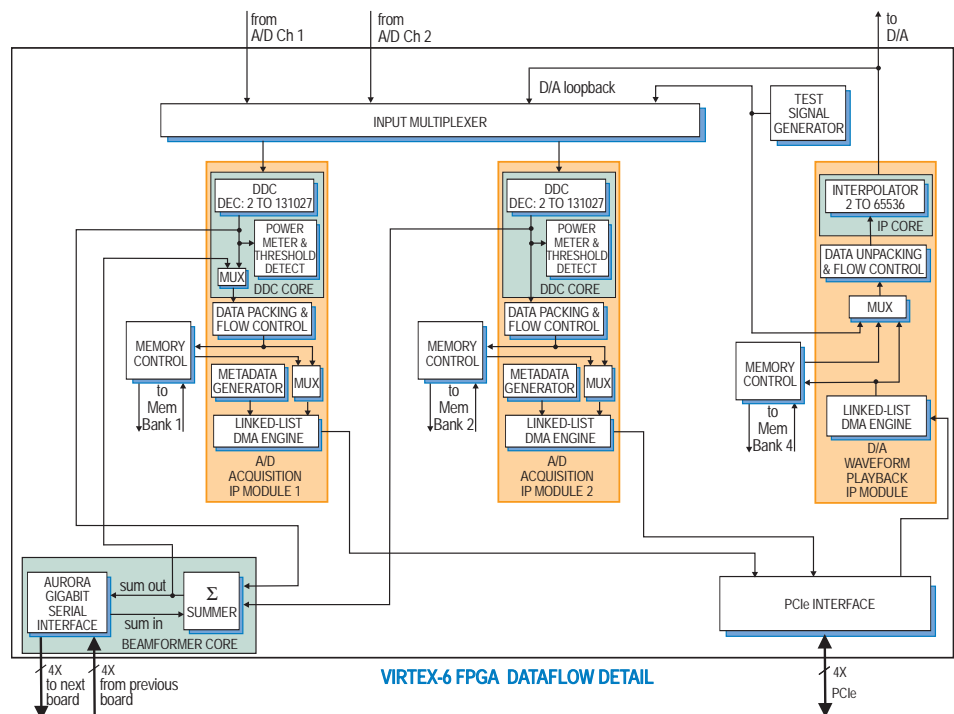 from
A/D Ch 1
from
A/D Ch 2
to
D/A
D/A loopback
INPUT MULTIPLEXER
TEST
SIGNAL
GENERATOR
DDC
DEC: 2 TO 131027
POWER
METER &
THRESHOLD
DETECT
MUX
DDC CORE
DATA PACKING &
FLOW CONTROL
MEMORY
CONTROL
METADATA
GENERATOR
MUX
to
Mem
Bank 1
LINKED-LIST
DMA ENGINE
A/D
ACQUISITION
IP MODULE 1
DDC
DEC: 2 TO 131027
POWER
METER &
THRESHOLD
DETECT
DDC CORE
DATA PACKING &
FLOW CONTROL
MEMORY
CONTROL
METADATA
GENERATOR
MUX
to
Mem
Bank 2
LINKED-LIST
DMA ENGINE
A/D
ACQUISITION
IP MODULE 2
INTERPOLATOR
2 TO 65536
IP CORE
DATA UNPACKING
& FLOW CONTROL
MUX
MEMORY
CONTROL
to
Mem
Bank 4
LINKED-LIST
DMA ENGINE
D/A
WAVEFORM
PLAYBACK
IP MODULE
AURORA
GIGABIT
SERIAL
INTERFACE
sum out
sum in
Σ
SUMMER
BEAMFORMER CORE
PCIe INTERFACE
4X
to next
board
4X
from previous
board
VIRTEX-6 FPGA DATAFLOW DETAIL
4X
PCIe